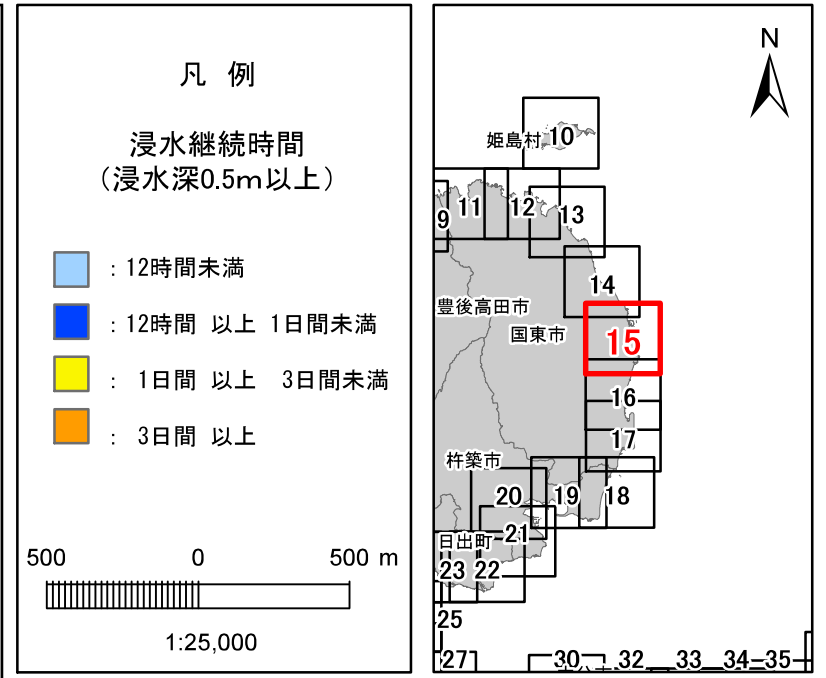 凡 例
浸水継続時間
(浸水深0.5m以上)
: 12時間未満
: 12時間 以上 1日間未満
: 1日間 以上 3日間未満
: 3日間 以上
500 0 500 m
1:25,000
N
姫島村 10
9 11 12 13
14
豊後高田市
国東市
15
16
17
杵築市
20 19 18
日出町 21
23 22
25
27 30 32 33 34 35